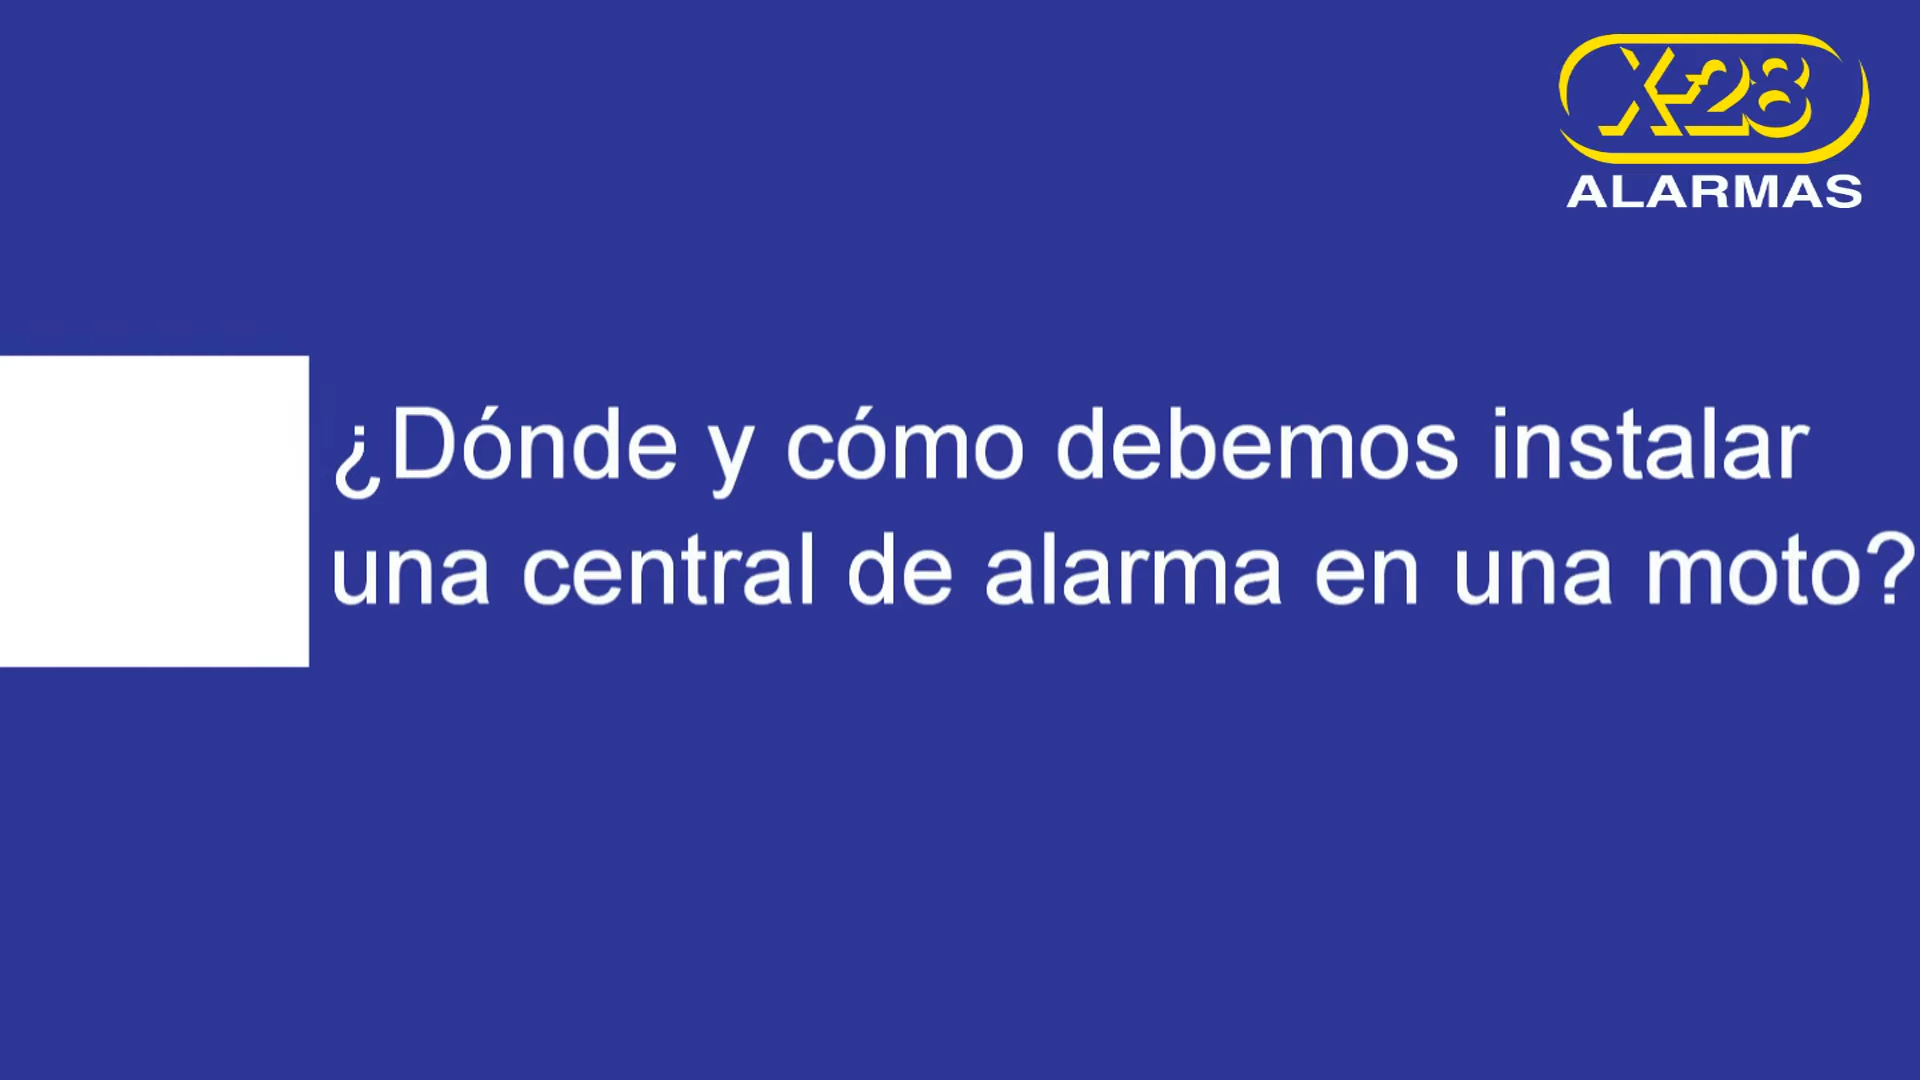 X-28
ALARMAS
¿Dónde y cómo debemos instalar
una central de alarma en una moto?